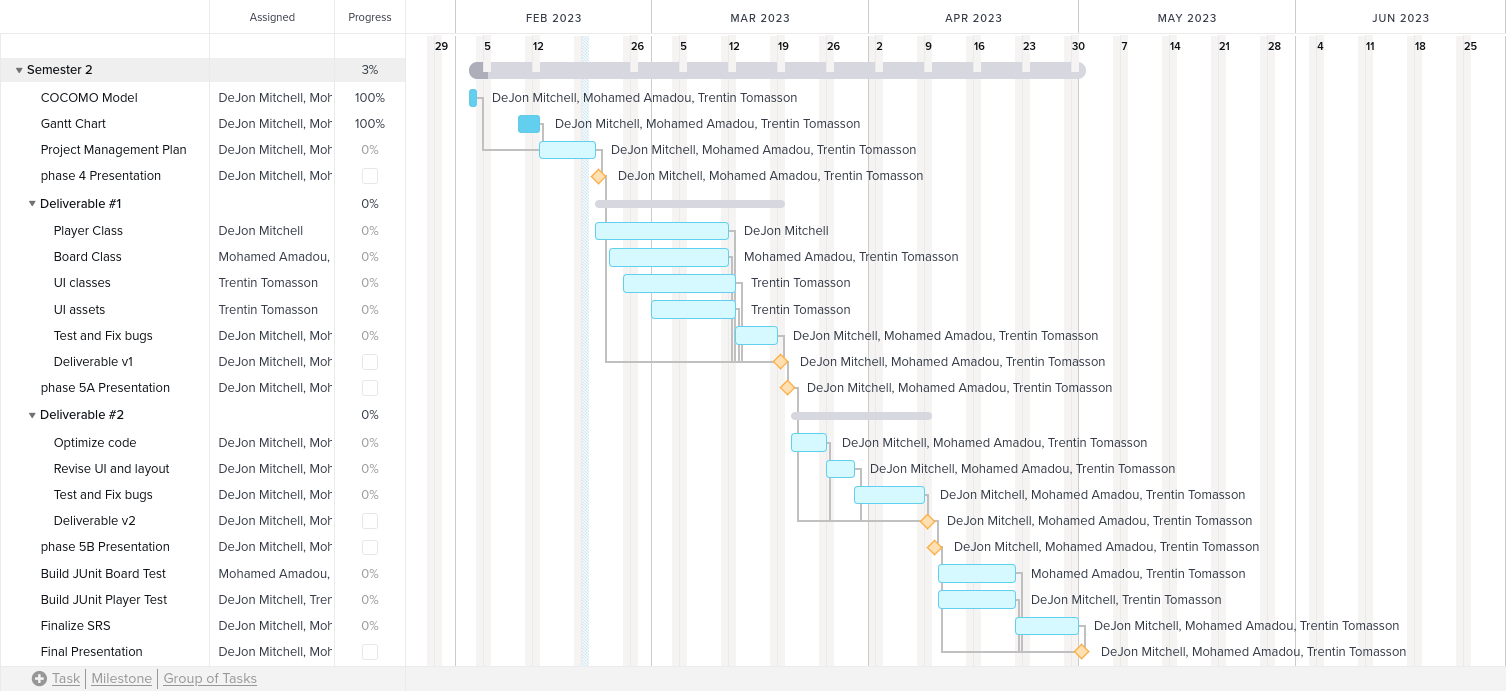 Assigned Progress FEB 2023 MAR 2023 APR 2023 MAY 2023 JUN 2023
29 5 12 26 5 12 19 26 2 9 16 23 30 7 14 21 28 4 11 18 25
Semester 2 3%
COCOMO Model DeJon Mitchell, Moh 100% DeJon Mitchell, Mohamed Amadou, Trentin Tomasson
Gantt Chart DeJon Mitchell, Moh 100% DeJon Mitchell, Mohamed Amadou, Trentin Tomasson
Project Management Plan DeJon Mitchell, Moh 0% DeJon Mitchell, Mohamed Amadou, Trentin Tomasson
phase 4 Presentation DeJon Mitchell, Moh DeJon Mitchell, Mohamed Amadou, Trentin Tomasson
Deliverable #1 0%
Player Class DeJon Mitchell 0% DeJon Mitchell
Board Class Mohamed Amadou, 0% Mohamed Amadou, Trentin Tomasson
UI classes Trentin Tomasson 0% Trentin Tomasson
UI assets Trentin Tomasson 0% Trentin Tomasson
Test and Fix bugs DeJon Mitchell, Moh 0% DeJon Mitchell, Mohamed Amadou, Trentin Tomasson
Deliverable v1 DeJon Mitchell, Moh DeJon Mitchell, Mohamed Amadou, Trentin Tomasson
phase 5A Presentation DeJon Mitchell, Moh DeJon Mitchell, Mohamed Amadou, Trentin Tomasson
Deliverable #2 0%
Optimize code DeJon Mitchell, Moh 0% DeJon Mitchell, Mohamed Amadou, Trentin Tomasson
Revise UI and layout DeJon Mitchell, Moh 0% DeJon Mitchell, Mohamed Amadou, Trentin Tomasson
Test and Fix bugs DeJon Mitchell, Moh 0% DeJon Mitchell, Mohamed Amadou, Trentin Tomasson
Deliverable v2 DeJon Mitchell, Moh DeJon Mitchell, Mohamed Amadou, Trentin Tomasson
phase 5B Presentation DeJon Mitchell, Moh DeJon Mitchell, Mohamed Amadou, Trentin Tomasson
Build JUnit Board Test Mohamed Amadou, 0% Mohamed Amadou, Trentin Tomasson
Build JUnit Player Test DeJon Mitchell, Tren 0% DeJon Mitchell, Trentin Tomasson
Finalize SRS DeJon Mitchell, Moh 0% DeJon Mitchell, Mohamed Amadou, Trentin Tomasson
Final Presentation DeJon Mitchell, Moh DeJon Mitchell, Mohamed Amadou, Trentin Tomasson
Task Milestone Group of Tasks